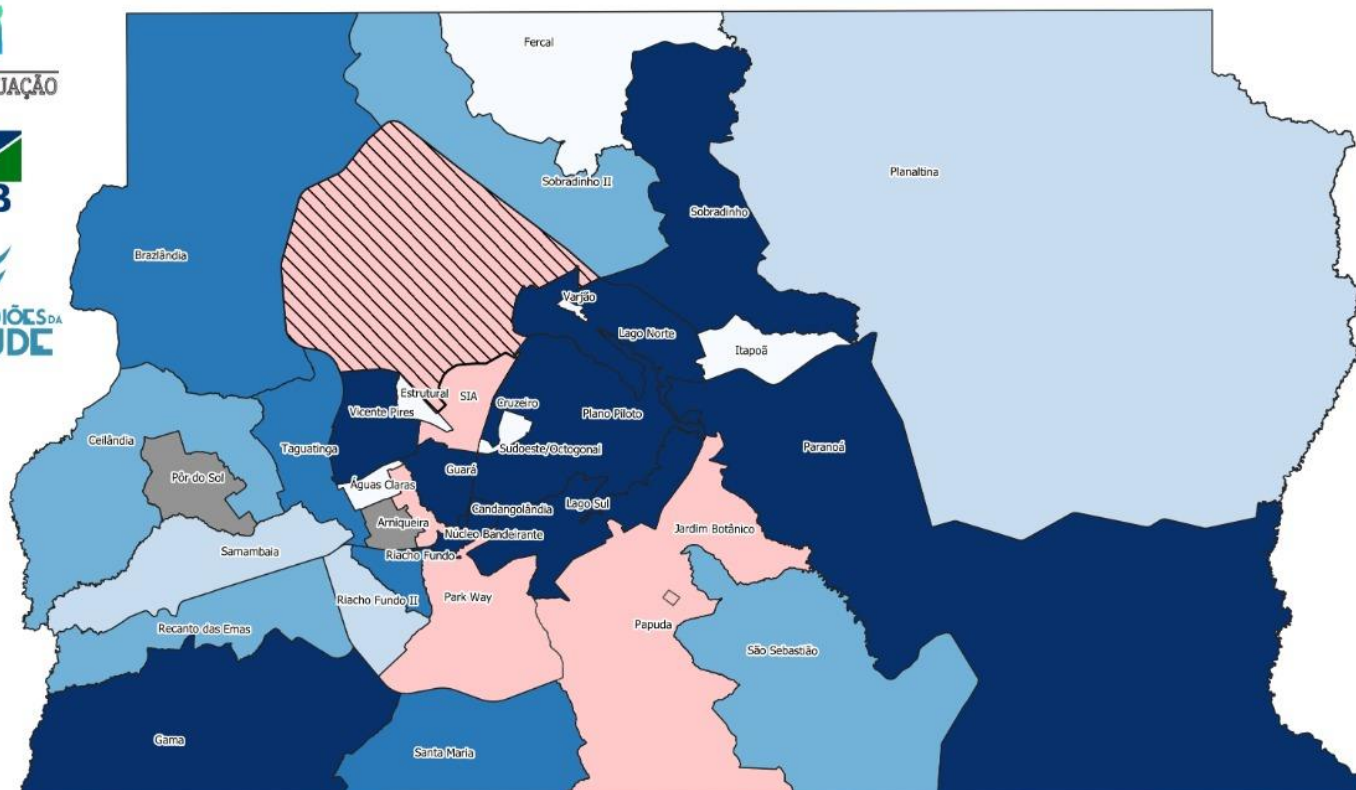 UAÇÃO
B
IÕES DA
UDE
Fercal
Planaltina
Sobradinho II
Sobradinho
Brazlândia
Varjão
Lago Norte
Itapoã
Estrutural
SIA
Cruzeiro
Vicente Pires
Plano Piloto
Ceilândia
Taguatinga
Sudoeste/Octogonal
Paranoá
Guará
Pôr do Sol
Águas Claras
Lago Sul
Candangolândia
Arniqueira
Jardim Botânico
Núcleo Bandeirante
Samambaia
Riacho Fundo
Riacho Fundo II
Park Way
Papuda
Recanto das Emas
São Sebastião
Gama
Santa Maria